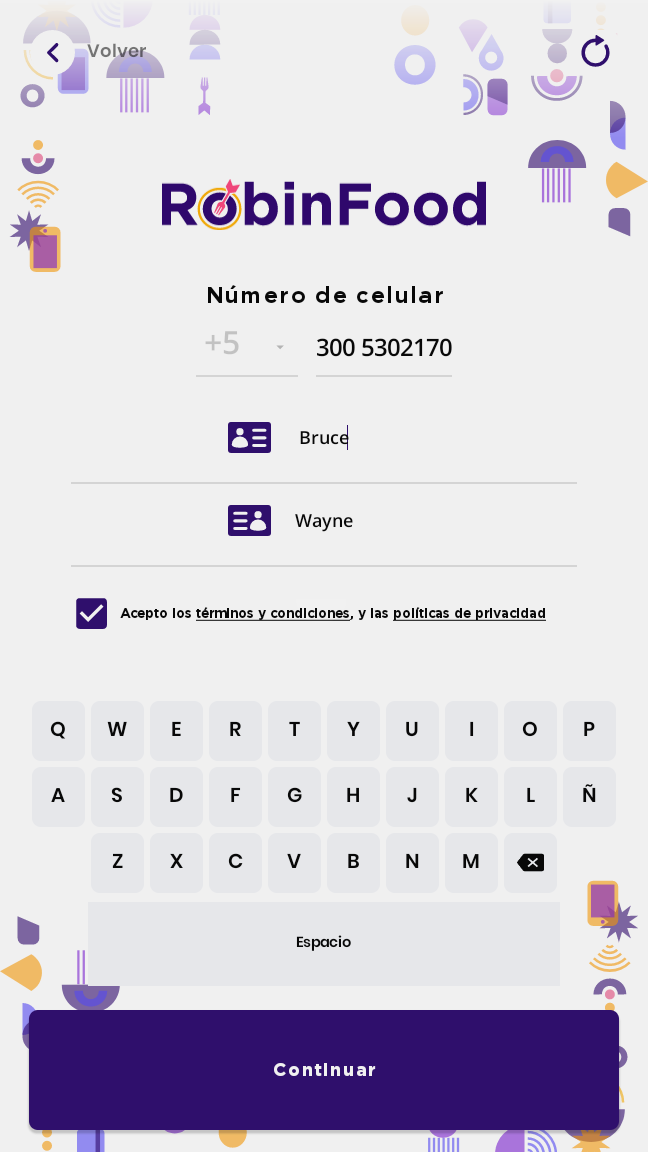 Volver
RobinFood
Número de celular
+5 300 5302170
Bruce
Wayne
Acepto los términos y condiciones, y las políticas de privacidad
Q W E R T Y U I O P
A S D F G H J K L Ñ
Z X C V B N M
Espacio
Continuar